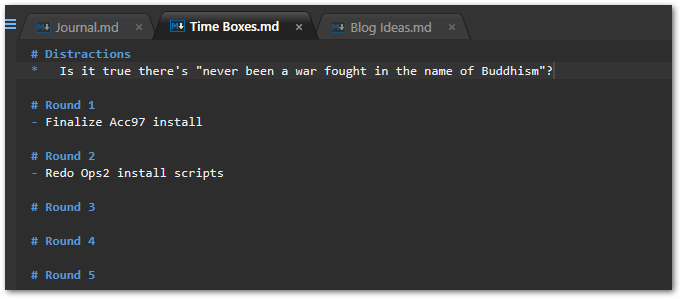 Journal.md × Time Boxes.md × Blog Ideas.md ×
# Distractions
* Is it true there's "never been a war fought in the name of Buddhism"?
# Round 1
- Finalize Acc97 install
# Round 2
- Redo Ops2 install scripts
# Round 3
# Round 4
# Round 5